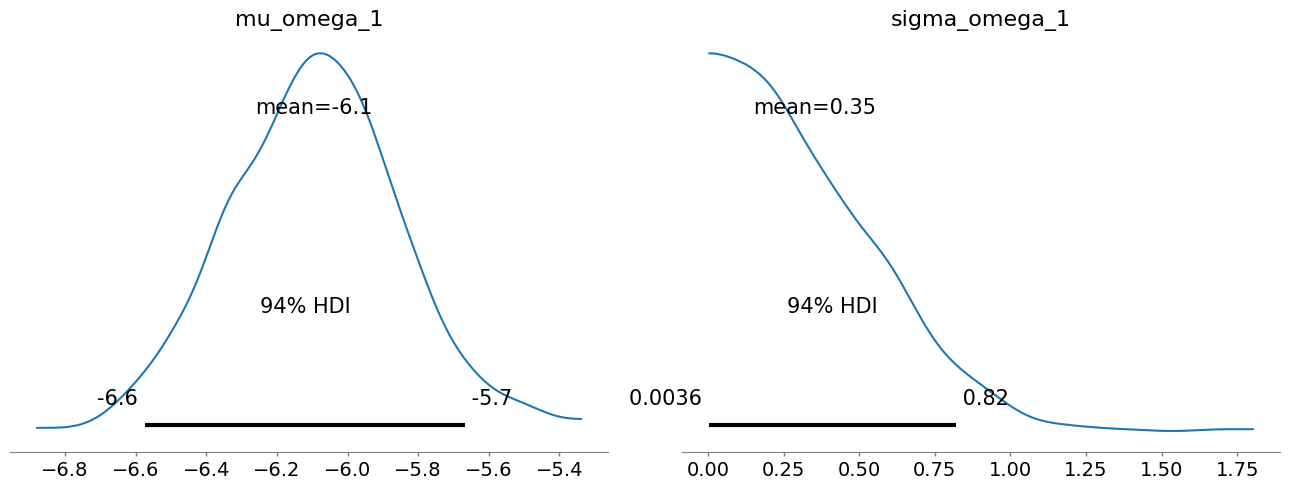 mu_omega_1
mean=-6.1
94% HDI
-6.6
-5.7
−6.8 −6.6 −6.4 −6.2 −6.0 −5.8 −5.6 −5.4
sigma_omega_1
mean=0.35
94% HDI
0.0036
0.82
0.00 0.25 0.50 0.75 1.00 1.25 1.50 1.75